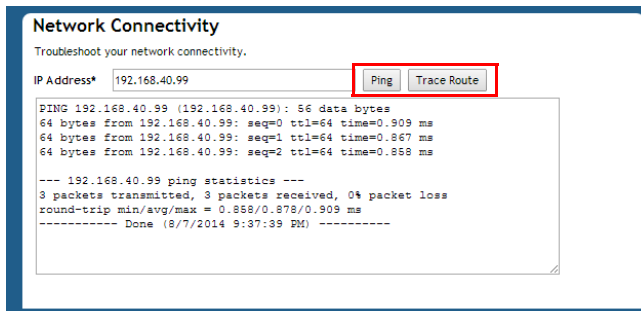 Network Connectivity
Troubleshoot your network connectivity.
IP Address* 192.168.40.99 Ping Trace Route
PING 192.168.40.99 (192.168.40.99): 56 data bytes
64 bytes from 192.168.40.99: seq=0 ttl=64 time=0.909 ms
64 bytes from 192.168.40.99: seq=1 ttl=64 time=0.867 ms
64 bytes from 192.168.40.99: seq=2 ttl=64 time=0.858 ms
--- 192.168.40.99 ping statistics ---
3 packets transmitted, 3 packets received, 0% packet loss
round-trip min/avg/max = 0.858/0.878/0.909 ms
----------- Done (8/7/2014 9:37:39 PM) ----------